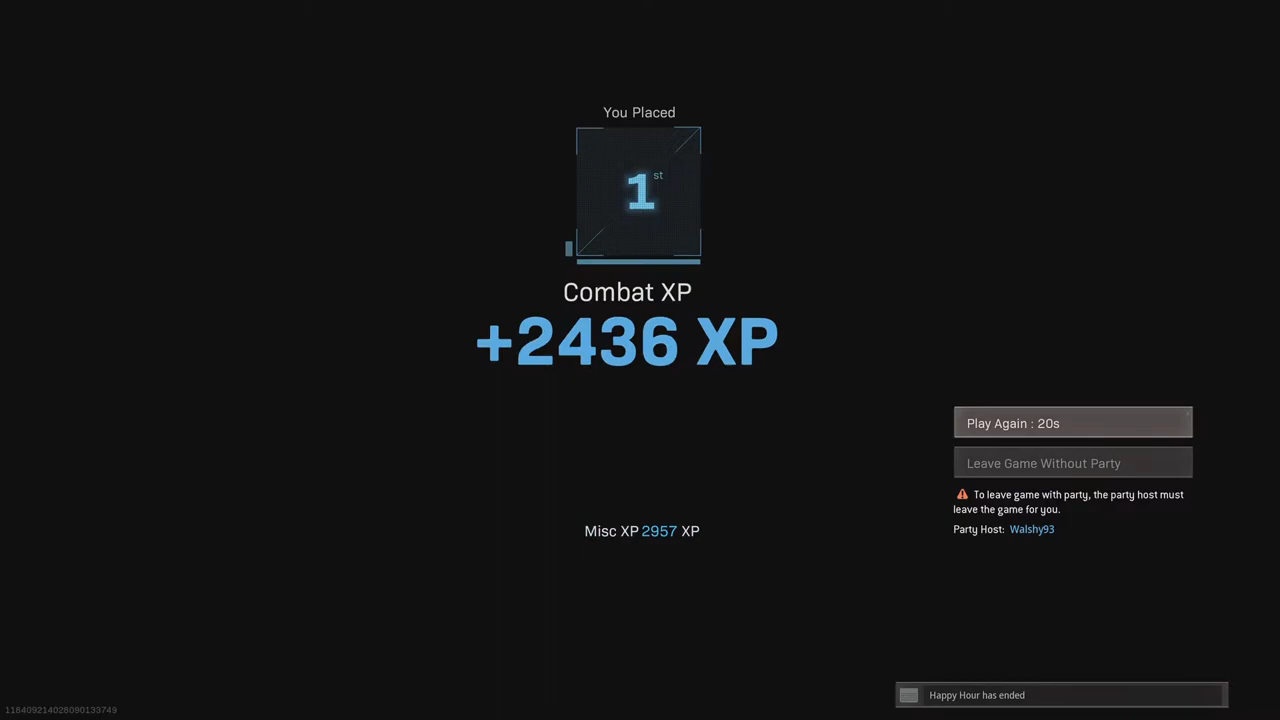 You Placed
1st
Combat XP
+2436 XP
Play Again : 20s
Leave Game Without Party
To leave game with party, the party host must
leave the game for you.
Party Host: Walshy93
Misc XP 2957 XP
Happy Hour has ended
118409214028090133749